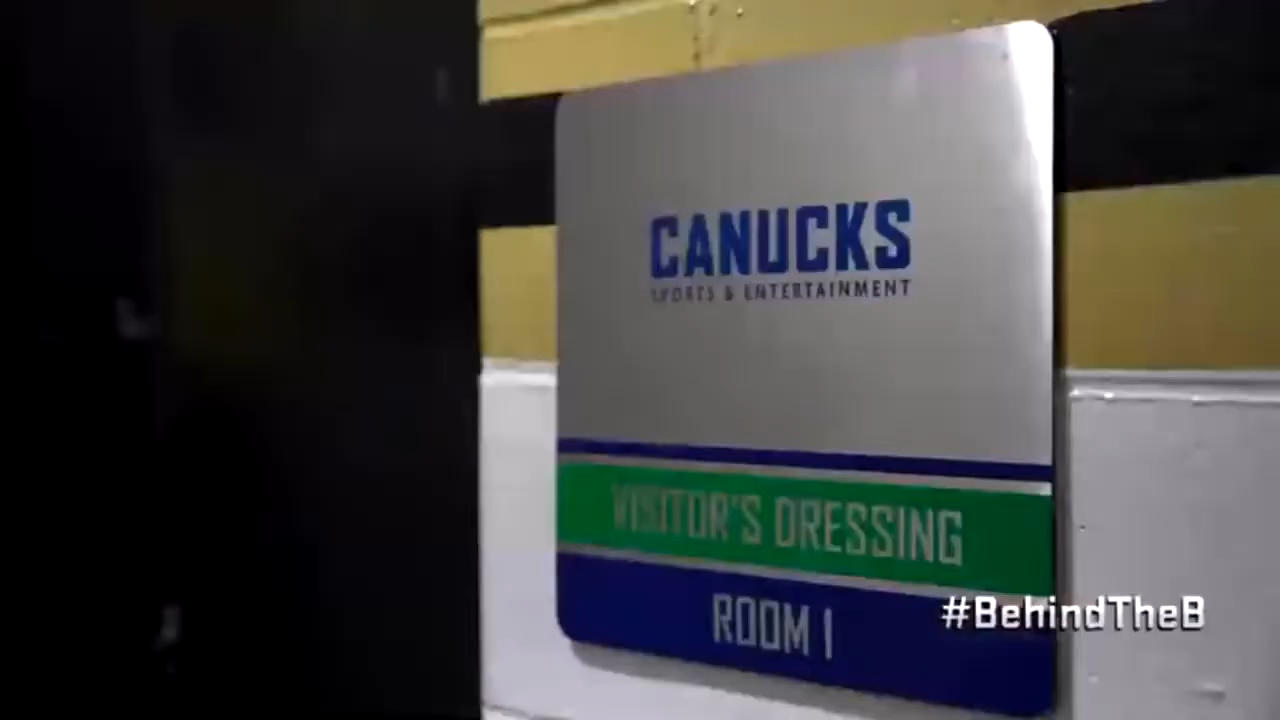 CANUCKS
SPORTS & ENTERTAINMENT
VISITOR'S DRESSING
ROOM 1
#BehindTheB